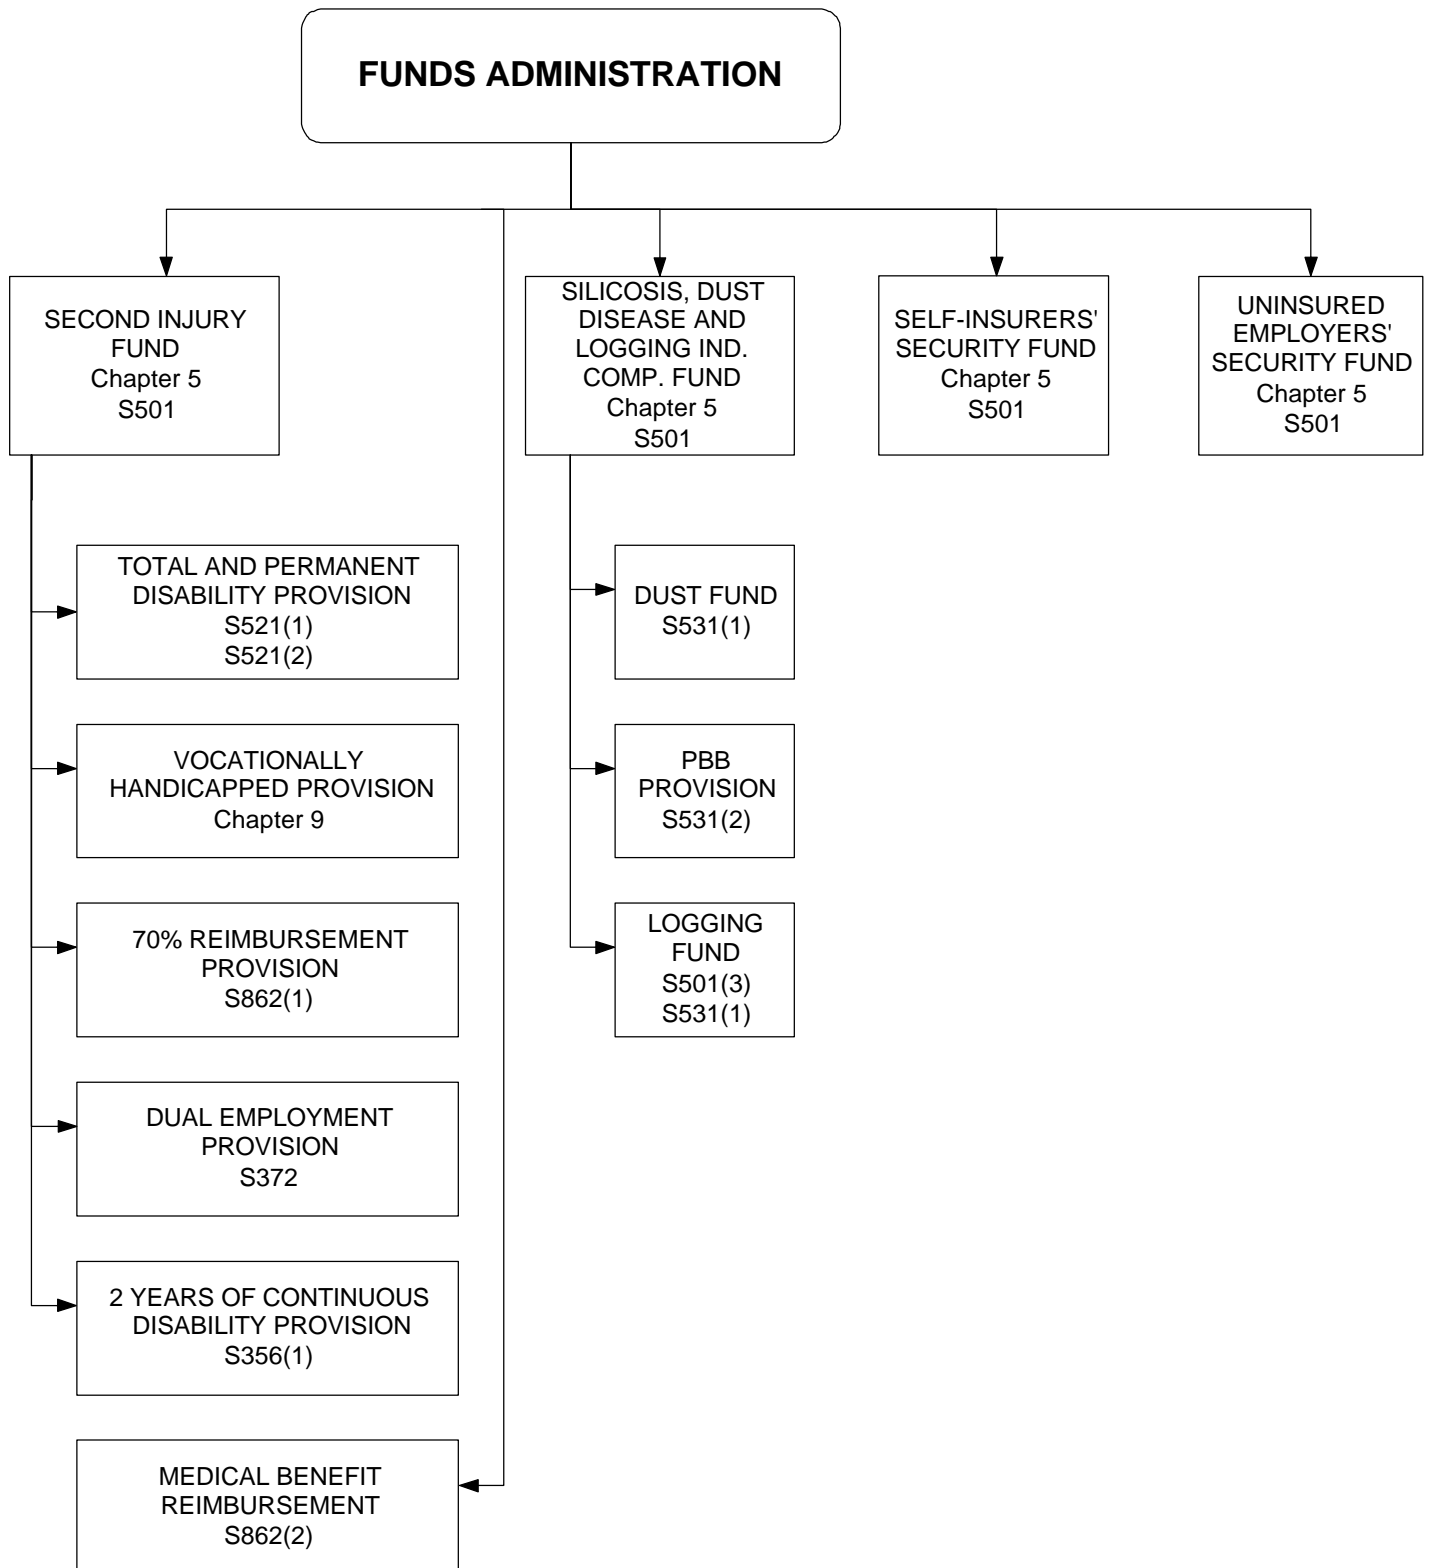 FUNDS ADMINISTRATION
SECOND INJURY
FUND
Chapter 5
S501
SILICOSIS, DUST
DISEASE AND
LOGGING IND.
COMP. FUND
Chapter 5
S501
SELF-INSURERS'
SECURITY FUND
Chapter 5
S501
UNINSURED
EMPLOYERS'
SECURITY FUND
Chapter 5
S501
TOTAL AND PERMANENT
DISABILITY PROVISION
S521(1)
S521(2)
VOCATIONALLY
HANDICAPPED PROVISION
Chapter 9
70% REIMBURSEMENT
PROVISION
S862(1)
DUAL EMPLOYMENT
PROVISION
S372
2 YEARS OF CONTINUOUS
DISABILITY PROVISION
S356(1)
MEDICAL BENEFIT
REIMBURSEMENT
S862(2)
DUST FUND
S531(1)
PBB
PROVISION
S531(2)
LOGGING
FUND
S501(3)
S531(1)